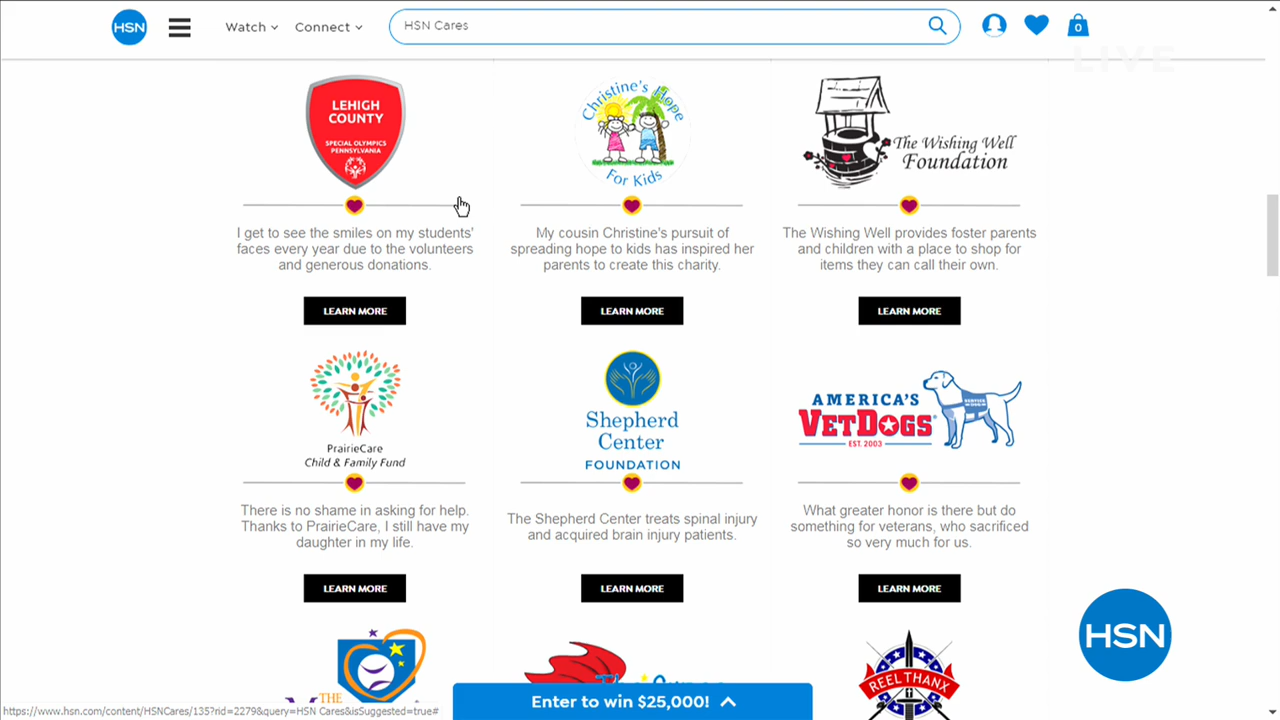 HSN
Watch
Connect
HSN Cares
0
LIVE
LEHIGH
COUNTY
SPECIAL OLYMPICS
PENNSYLVANIA
Christine's Hope
For Kids
The Wishing Well
Foundation
I get to see the smiles on my students'
faces every year due to the volunteers
and generous donations.
My cousin Christine's pursuit of
spreading hope to kids has inspired her
parents to create this charity.
The Wishing Well provides foster parents
and children with a place to shop for
items they can call their own.
LEARN MORE
LEARN MORE
LEARN MORE
PrairieCare
Child & Family Fund
Shepherd
Center
FOUNDATION
AMERICA'S
VETDOGS®
EST. 2003
SERVICE
There is no shame in asking for help.
Thanks to PrairieCare, I still have my
daughter in my life.
The Shepherd Center treats spinal injury
and acquired brain injury patients.
What greater honor is there but do
something for veterans, who sacrificed
so very much for us.
LEARN MORE
LEARN MORE
LEARN MORE
THE
REEL THANX
HSN
Enter to win $25,000!
https://www.hsn.com/content/HSNCares/135?rid=2279&query=HSN Cares&isSuggested=true#